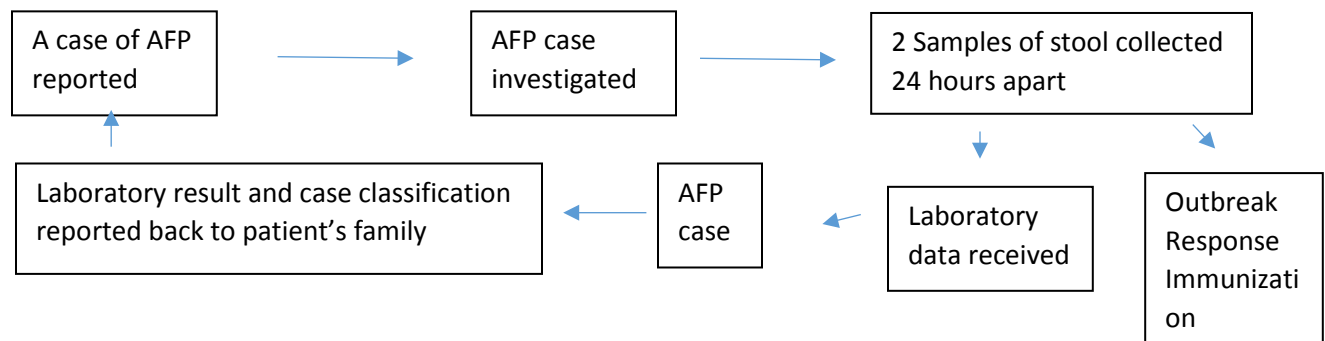 A case of AFP
reported
AFP case
investigated
2 Samples of stool collected
24 hours apart
Laboratory result and case classification
reported back to patient’s family
AFP
case
Laboratory
data received
Outbreak
Response
Immunizati
on